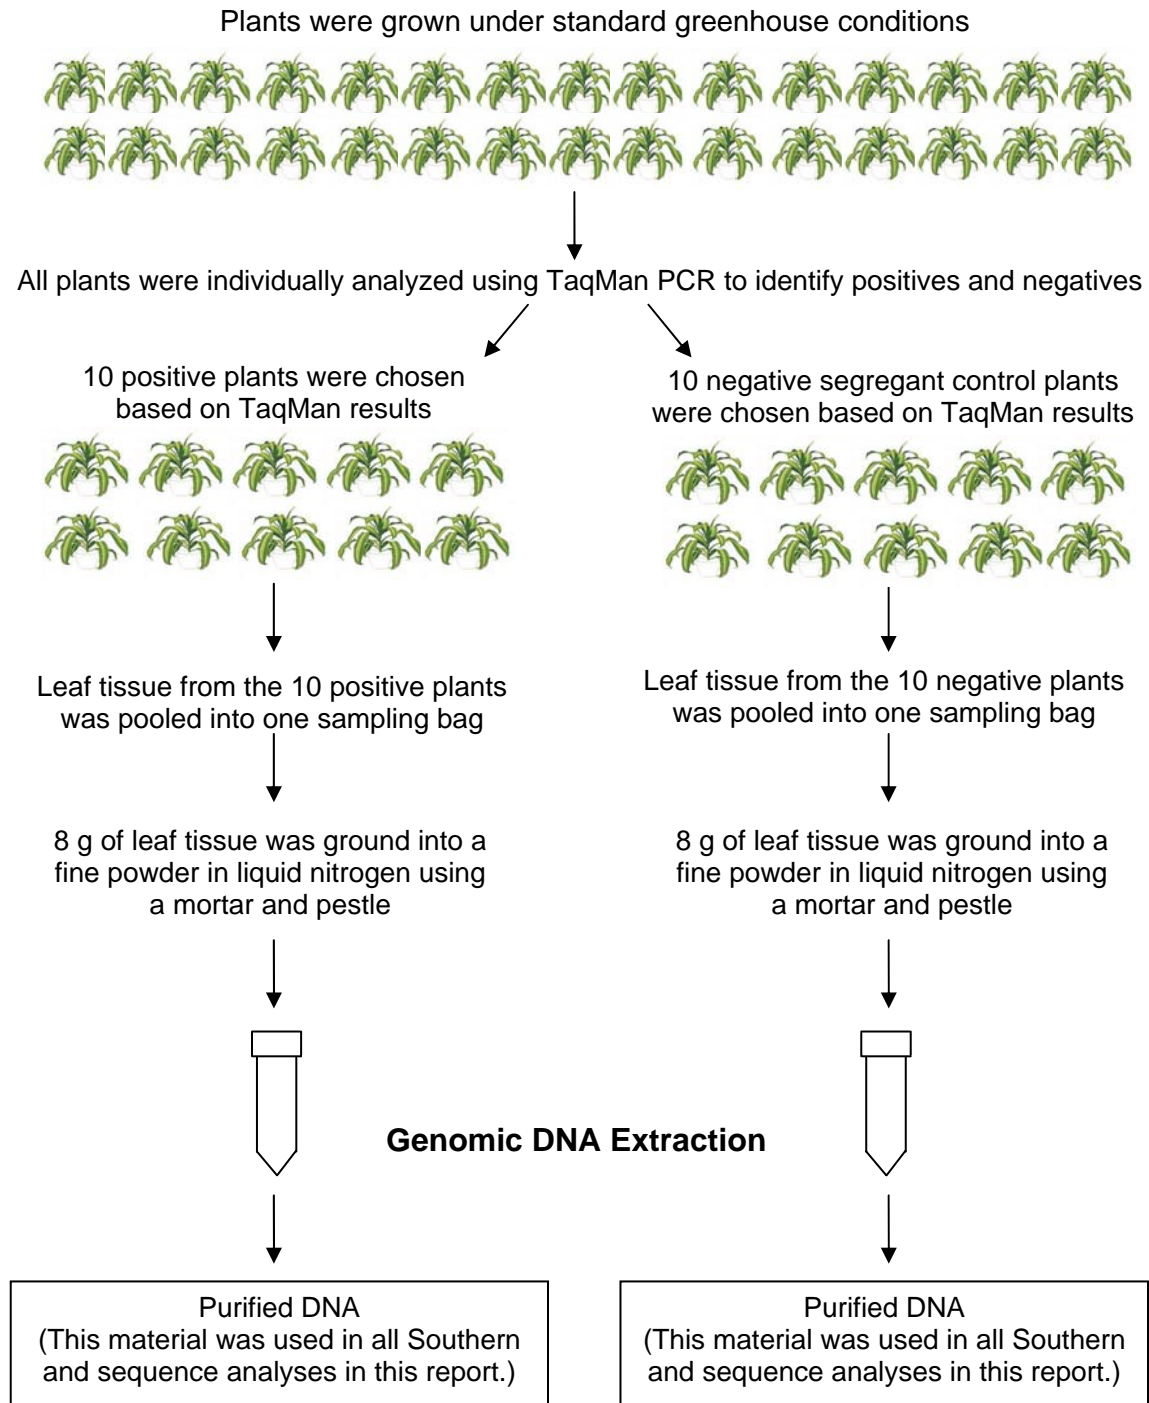 Plants were grown under standard greenhouse conditions
All plants were individually analyzed using TaqMan PCR to identify positives and negatives
10 positive plants were chosen
based on TaqMan results
10 negative segregant control plants
were chosen based on TaqMan results
Leaf tissue from the 10 positive plants
was pooled into one sampling bag
Leaf tissue from the 10 negative plants
was pooled into one sampling bag
8 g of leaf tissue was ground into a
fine powder in liquid nitrogen using
a mortar and pestle
8 g of leaf tissue was ground into a
fine powder in liquid nitrogen using
a mortar and pestle
Genomic DNA Extraction
Purified DNA
(This material was used in all Southern
and sequence analyses in this report.)
Purified DNA
(This material was used in all Southern
and sequence analyses in this report.)